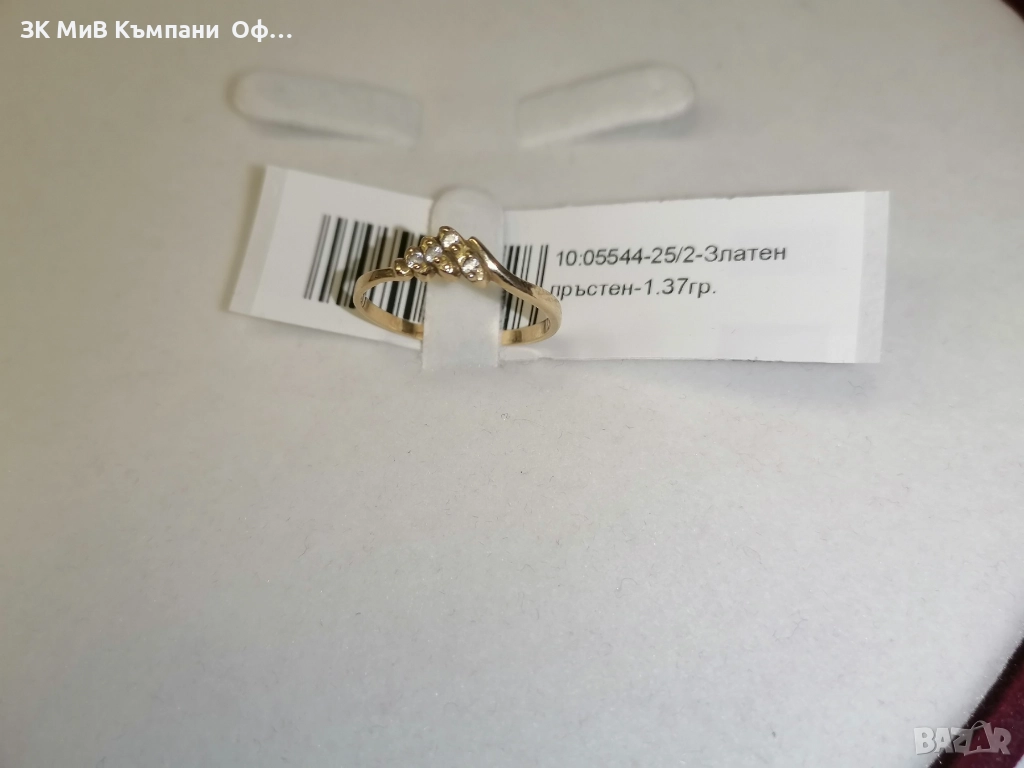 ЗК МиВ Къмпани Оф...
10:05544-25/2-Златен
пръстен-1.37гр.
BAZAR